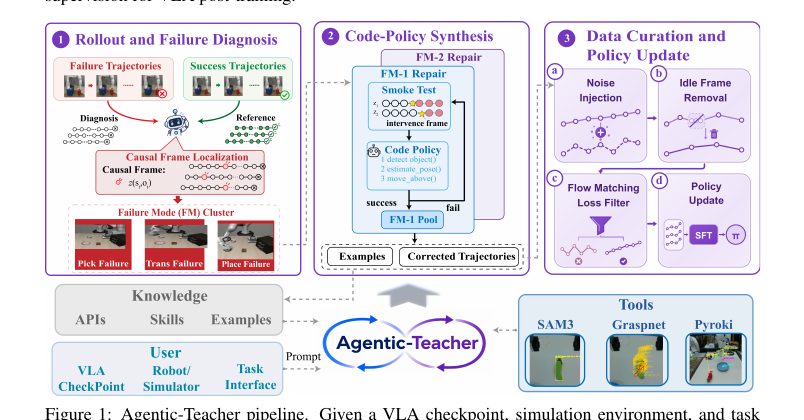 supervision for VLA post-training.
1 Rollout and Failure Diagnosis
Failure Trajectories
Success Trajectories
Diagnosis
Reference
Causal Frame Localization
Causal Frame:
Failure Mode (FM) Cluster
Pick Failure
Trans Failure
Place Failure
2 Code-Policy Synthesis
FM-2 Repair
FM-1 Repair
Smoke Test
intervence frame
Code Policy
1 detect object()
2 estimate_pose()
3 move_above()
success
fail
FM-1 Pool
Examples
Corrected Trajectories
3 Data Curation and
Policy Update
a
Noise
Injection
b
Idle Frame
Removal
c
Flow Matching
Loss Filter
d
Policy
Update
SFT
π
Knowledge
APIs
Skills
Examples
User
VLA
CheckPoint
Robot/
Simulator
Task
Interface
Prompt
Agentic-Teacher
Tools
SAM3
Graspnet
Pyroki
Figure 1: Agentic-Teacher pipeline. Given a VLA checkpoint, simulation environment, and task